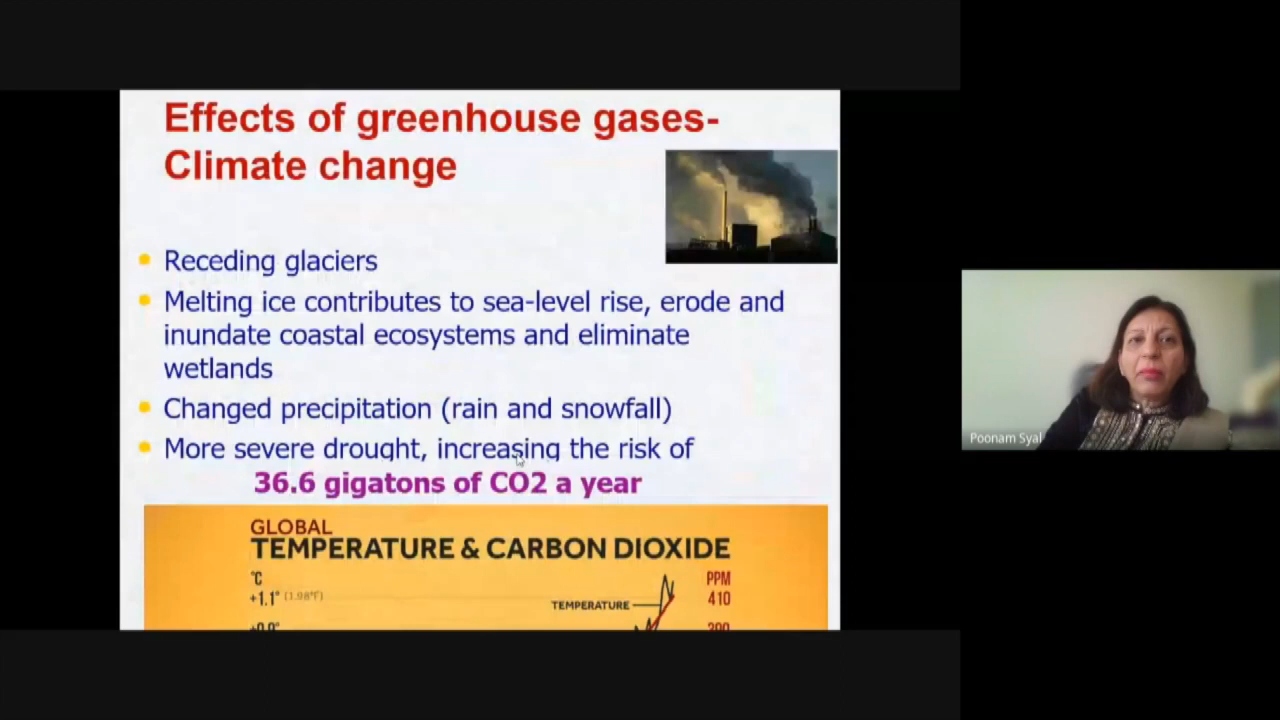 Effects of greenhouse gases-
Climate change
Receding glaciers
Melting ice contributes to sea-level rise, erode and
inundate coastal ecosystems and eliminate
wetlands
Changed precipitation (rain and snowfall)
More severe drought, increasing the risk of
36.6 gigatons of CO2 a year
GLOBAL
TEMPERATURE & CARBON DIOXIDE
°C
PPM
+1.1° (1.98°F)
TEMPERATURE
410
Poonam Syal